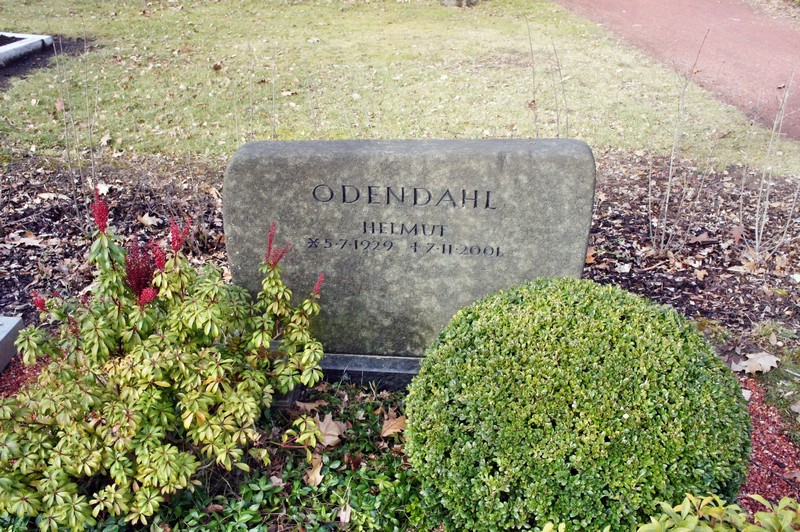 ODENDAHL
HELMUT
* 5·7·1929 † 7·11·2001